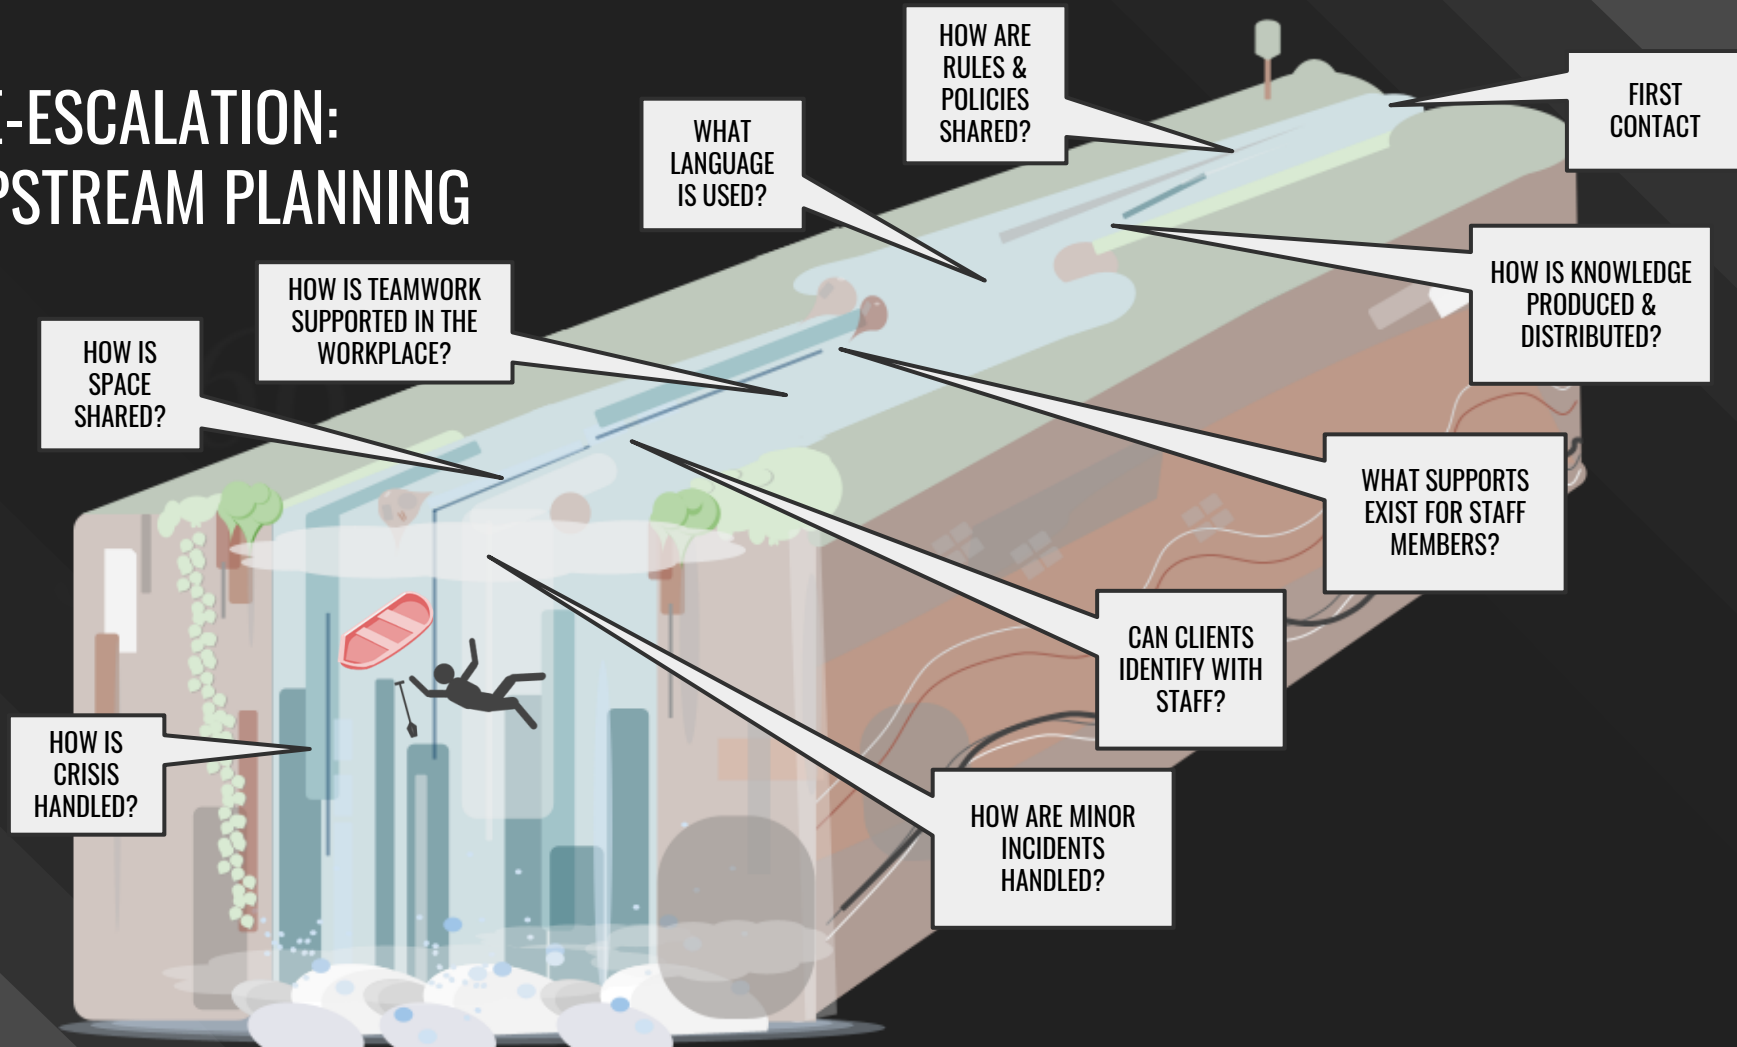 E-ESCALATION:
PSTREAM PLANNING
HOW ARE
RULES &
POLICIES
SHARED?
FIRST
CONTACT
WHAT
LANGUAGE
IS USED?
HOW IS KNOWLEDGE
PRODUCED &
DISTRIBUTED?
HOW IS TEAMWORK
SUPPORTED IN THE
WORKPLACE?
HOW IS
SPACE
SHARED?
WHAT SUPPORTS
EXIST FOR STAFF
MEMBERS?
CAN CLIENTS
IDENTIFY WITH
STAFF?
HOW IS
CRISIS
HANDLED?
HOW ARE MINOR
INCIDENTS
HANDLED?